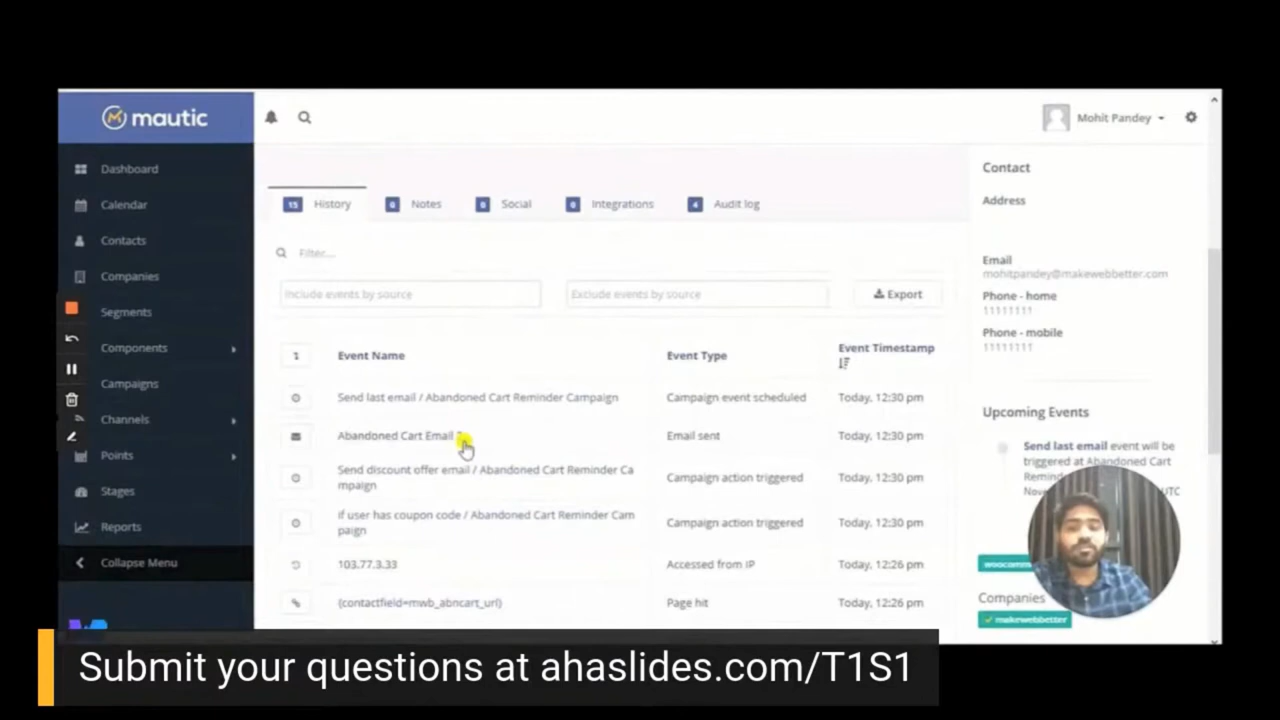 mautic
Mohit Pandey
Dashboard
Calendar
Contacts
Companies
Segments
Components
Campaigns
Channels
Points
Stages
Reports
Collapse Menu
15 History
0 Notes
0 Social
0 Integrations
4 Audit log
Filter...
Include events by source
Exclude events by source
Export
Event Name
Event Type
Event Timestamp
Send last email / Abandoned Cart Reminder Campaign
Campaign event scheduled
Today, 12:30 pm
Abandoned Cart Email
Email sent
Today, 12:30 pm
Send discount offer email / Abandoned Cart Reminder Ca
mpaign
Campaign action triggered
Today, 12:30 pm
if user has coupon code / Abandoned Cart Reminder Cam
paign
Campaign action triggered
Today, 12:30 pm
103.77.3.33
Accessed from IP
Today, 12:26 pm
{contactfield=mwb_abncart_url}
Page hit
Today, 12:26 pm
Contact
Address
Email
mohitpandey@makewebbetter.com
Phone - home
11111111
Phone - mobile
11111111
Upcoming Events
Send last email event will be
triggered at Abandoned Cart
UTC
Companies
makewebbetter
Submit your questions at ahaslides.com/T1S1